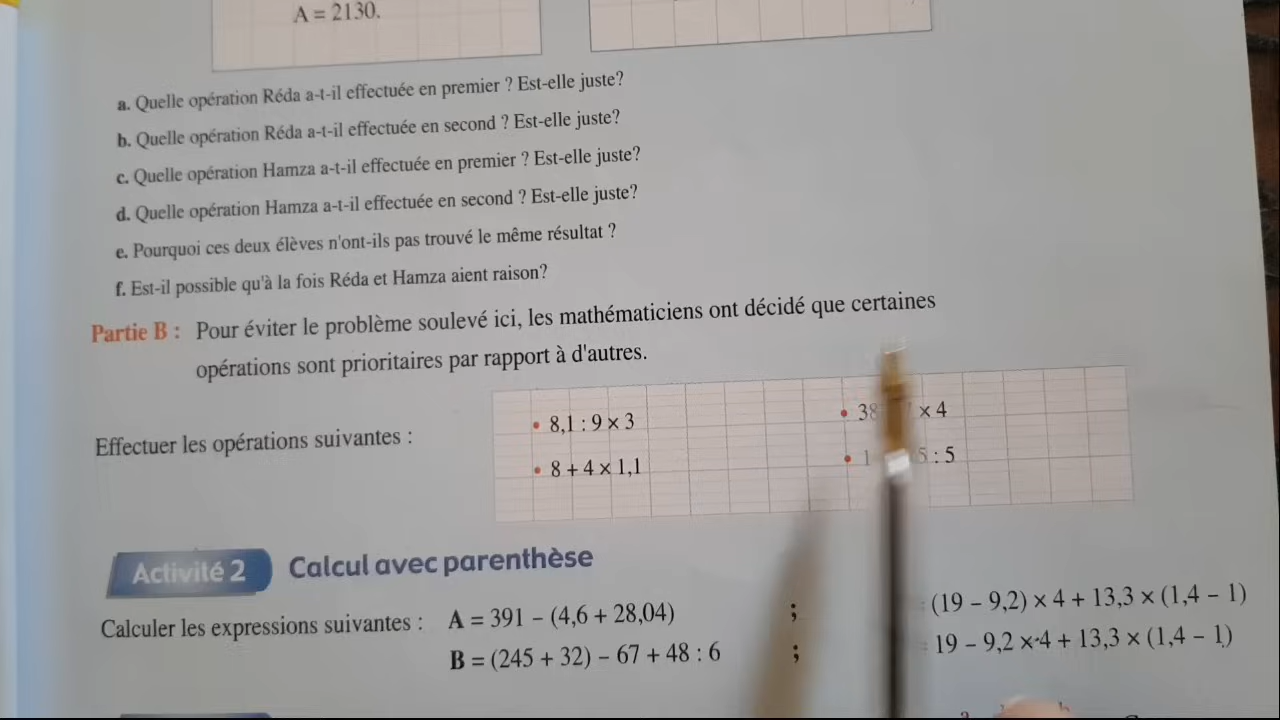 A = 2130.
a. Quelle opération Réda a-t-il effectuée en premier ? Est-elle juste?
b. Quelle opération Réda a-t-il effectuée en second ? Est-elle juste?
c. Quelle opération Hamza a-t-il effectuée en premier ? Est-elle juste?
d. Quelle opération Hamza a-t-il effectuée en second ? Est-elle juste?
e. Pourquoi ces deux élèves n'ont-ils pas trouvé le même résultat ?
f. Est-il possible qu'à la fois Réda et Hamza aient raison?
Partie B : Pour éviter le problème soulevé ici, les mathématiciens ont décidé que certaines
opérations sont prioritaires par rapport à d'autres.
Effectuer les opérations suivantes :
• 8,1 : 9 × 3
• 8 + 4 × 1,1
• × 4
• : 5
Activité 2 Calcul avec parenthèse
Calculer les expressions suivantes : A = 391 – (4,6 + 28,04) ; (19 – 9,2) × 4 + 13,3 × (1,4 – 1)
B = (245 + 32) – 67 + 48 : 6 ; 19 – 9,2 × 4 + 13,3 × (1,4 – 1)